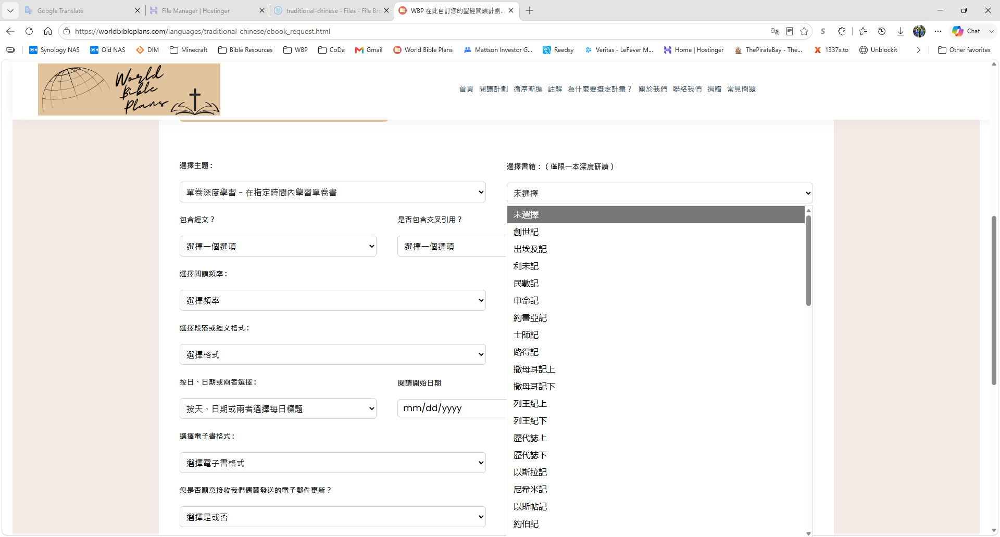 Google Translate
File Manager | Hostinger
traditional-chinese - Files - File Br
WBP 在此自訂您的聖經閱讀計劃...
https://worldbibleplans.com/languages/traditional-chinese/ebook_request.html
Chat
Synology NAS
Old NAS
DIM
Minecraft
Bible Resources
WBP
CoDa
Gmail
World Bible Plans
Mattson Investor G...
Reedsy
Veritas - LeFever M...
Home | Hostinger
ThePirateBay - The...
1337x.to
Unblockit
Other favorites
World
Bible
Plans
首頁 閱讀計劃 循序漸進 註解 為什麼要擬定計畫？ 關於我們 聯絡我們 捐贈 常見問題
選擇主題：
單卷深度學習 – 在指定時間內學習單卷書
選擇書籍：（僅限一本深度研讀）
未選擇
包含經文？
選擇一個選項
是否包含交叉引用？
選擇一個選項
選擇閱讀頻率：
選擇頻率
選擇段落或經文格式：
選擇格式
按日、日期或兩者選擇：
按天、日期或兩者選擇每日標題
閱讀開始日期
mm/dd/yyyy
選擇電子書格式：
選擇電子書格式
您是否願意接收我們偶爾發送的電子郵件更新？
選擇是或否
未選擇
創世記
出埃及記
利未記
民數記
申命記
約書亞記
士師記
路得記
撒母耳記上
撒母耳記下
列王紀上
列王紀下
歷代誌上
歷代誌下
以斯拉記
尼希米記
以斯帖記
約伯記